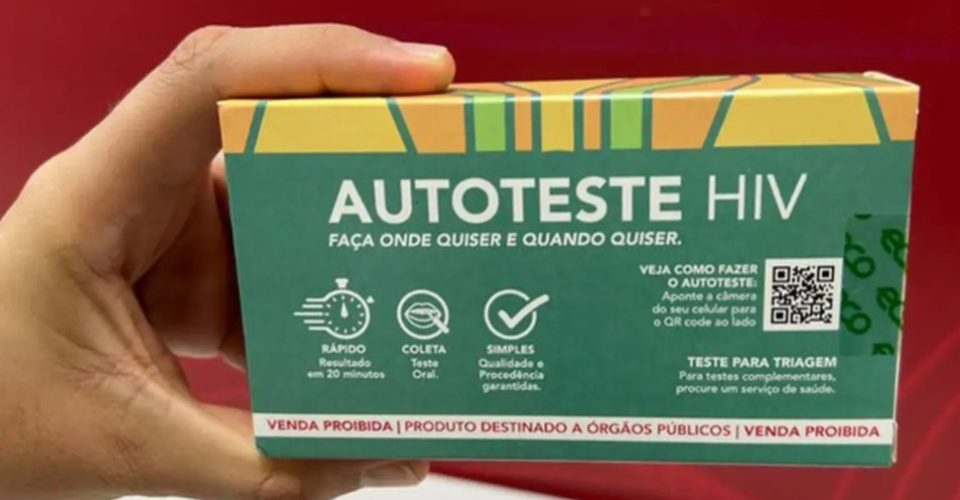 AUTOTESTE HIV
FAÇA ONDE QUISER E QUANDO QUISER.
RÁPIDO
Resultado
em 20 minutos
COLETA
Teste
Oral.
SIMPLES
Qualidade e
Procedência
garantidas.
VEJA COMO FAZER
O AUTOTESTE:
Aponte a câmera
do seu celular para
o QR code ao lado
TESTE PARA TRIAGEM
Para testes complementares,
procure um serviço de saúde.
VENDA PROIBIDA | PRODUTO DESTINADO A ÓRGÃOS PÚBLICOS | VENDA PROIBIDA